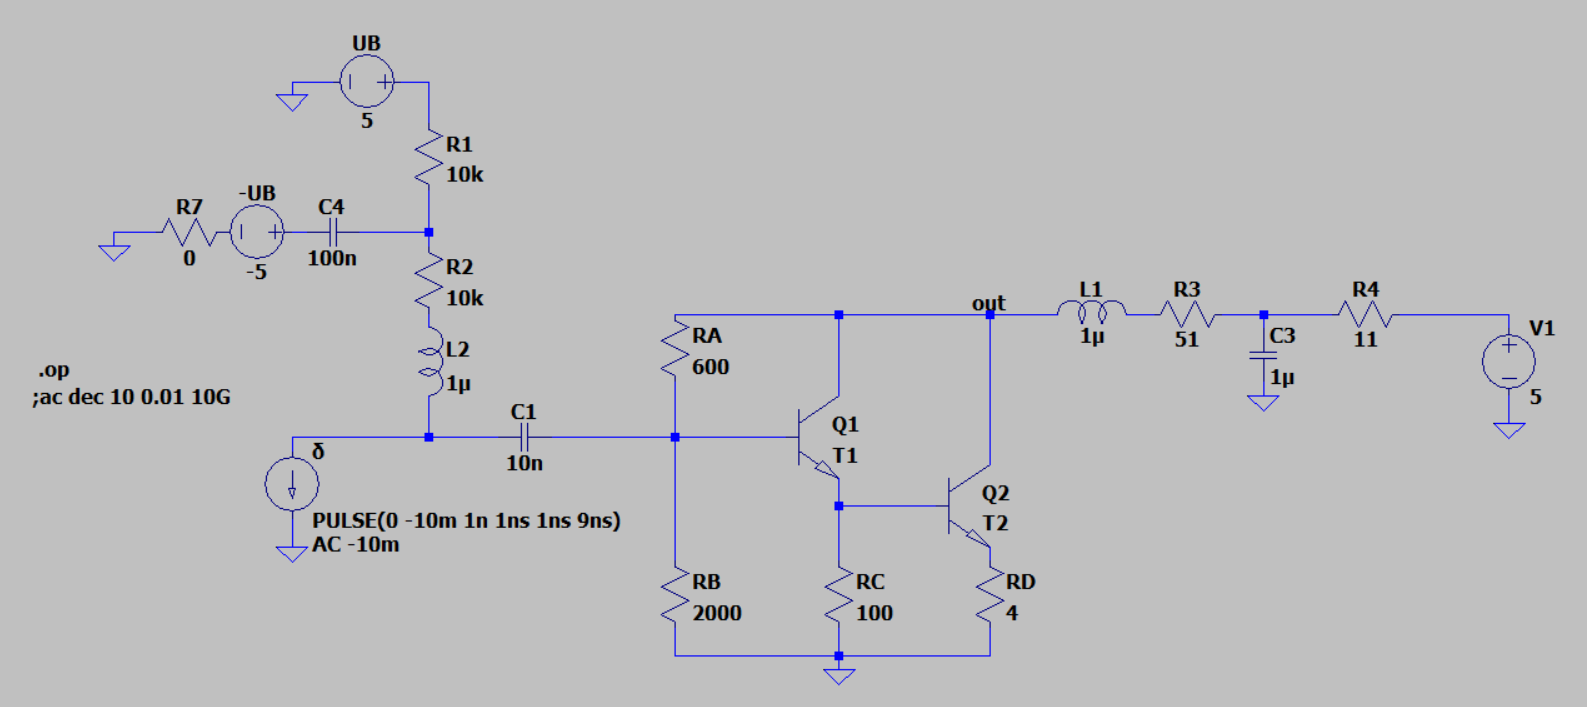 UB
5
R1
10k
-UB
R7
C4
0
-5
100n
R2
10k
L2
1µ
.op
;ac dec 10 0.01 10G
δ
PULSE(0 -10m 1n 1ns 1ns 9ns)
AC -10m
C1
10n
RA
600
Q1
T1
out
Q2
T2
RB
2000
RC
100
RD
4
L1
1µ
R3
51
C3
1µ
R4
11
V1
5